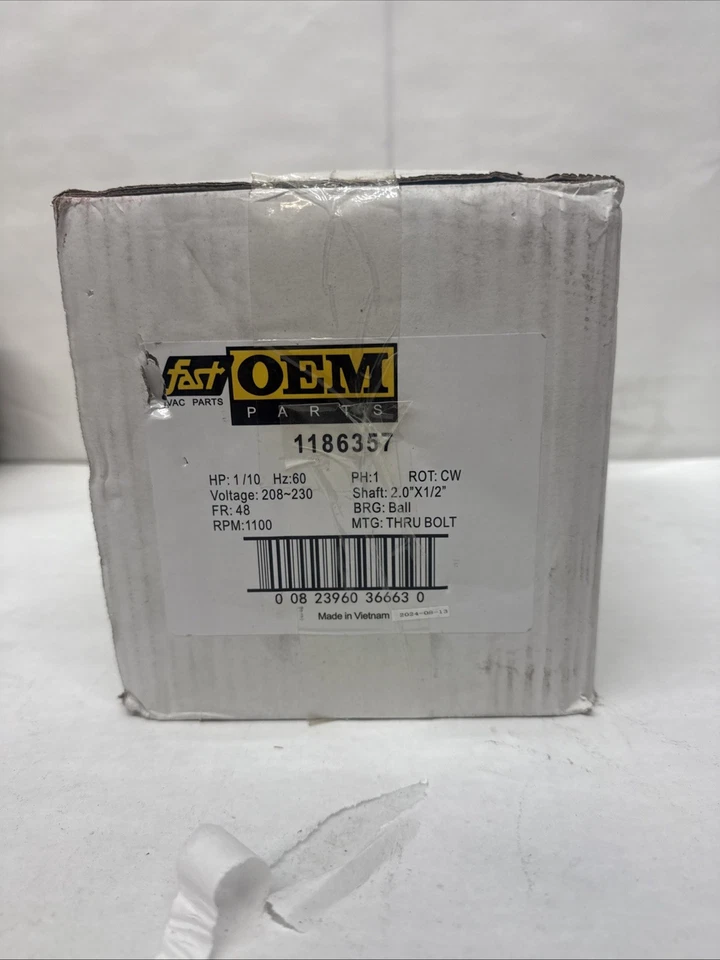 fast OEM
VAC PARTS PARTS
1186357
HP: 1/10 Hz:60 PH:1 ROT: CW
Voltage: 208~230 Shaft: 2.0"X1/2"
FR: 48 BRG: Ball
RPM:1100 MTG: THRU BOLT
0 08 23960 36663 0
Made in Vietnam